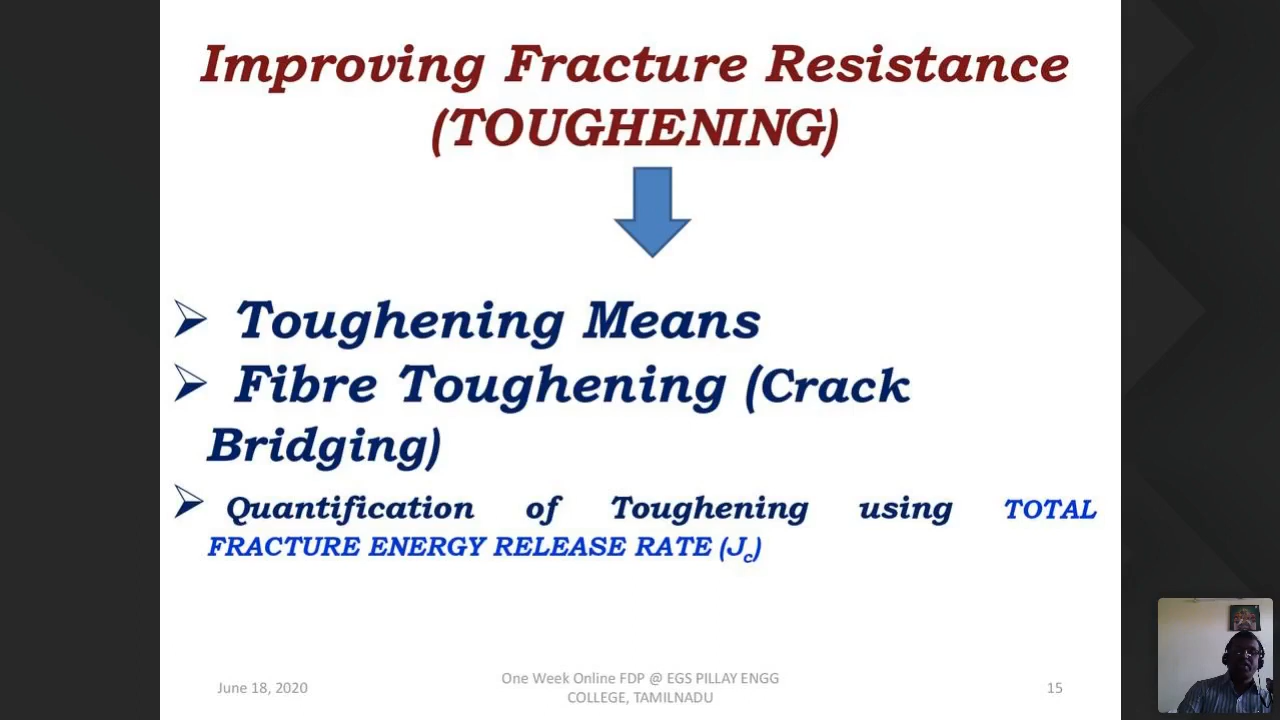 Improving Fracture Resistance
(TOUGHENING)
Toughening Means
Fibre Toughening (Crack
Bridging)
Quantification of Toughening using TOTAL
FRACTURE ENERGY RELEASE RATE (Jc)
June 18, 2020
One Week Online FDP @ EGS PILLAY ENGG
COLLEGE, TAMILNADU
15